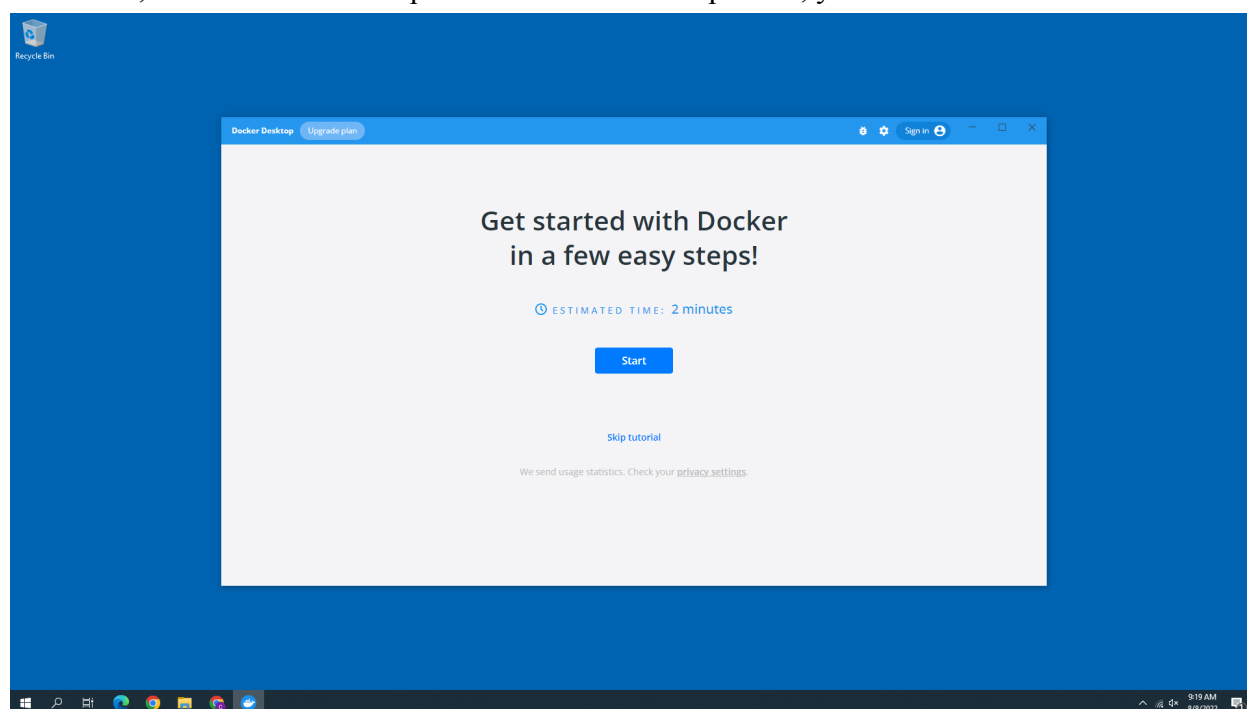 Recycle Bin
Docker Desktop Upgrade plan Sign in
Get started with Docker
in a few easy steps!
ESTIMATED TIME: 2 minutes
Start
Skip tutorial
We send usage statistics. Check your privacy settings.
9:19 AM